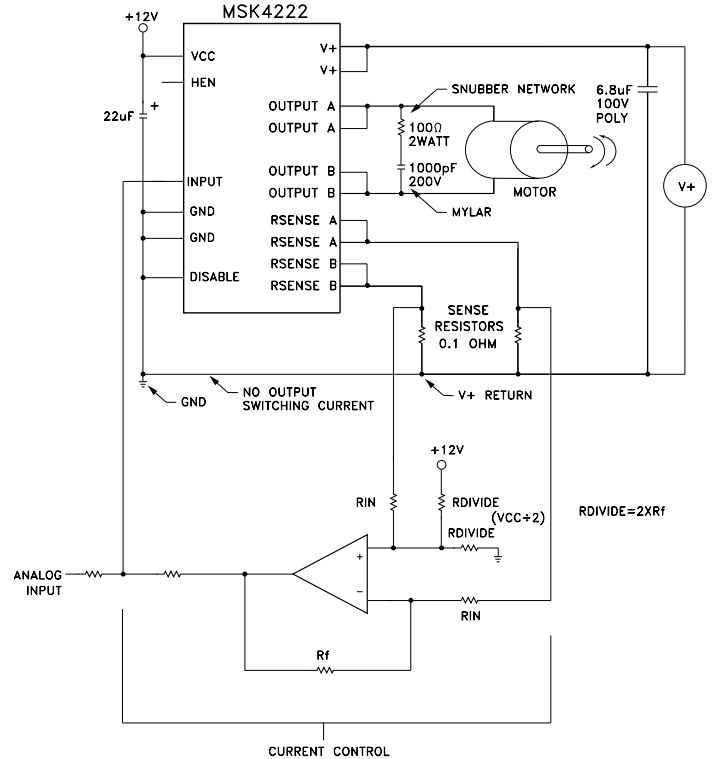 MSK4222
+12V
VCC
HEN
22uF
+
INPUT
GND
GND
DISABLE
V+
V+
OUTPUT A
OUTPUT A
OUTPUT B
OUTPUT B
RSENSE A
RSENSE A
RSENSE B
RSENSE B
SNUBBER NETWORK
100Ω
2WATT
1000pF
200V
MYLAR
MOTOR
6.8uF
100V
POLY
V+
SENSE
RESISTORS
0.1 OHM
GND
NO OUTPUT
SWITCHING CURRENT
V+ RETURN
+12V
RIN
RDIVIDE
(VCC÷2)
RDIVIDE
RDIVIDE=2XRf
+
−
ANALOG
INPUT
RIN
Rf
CURRENT CONTROL